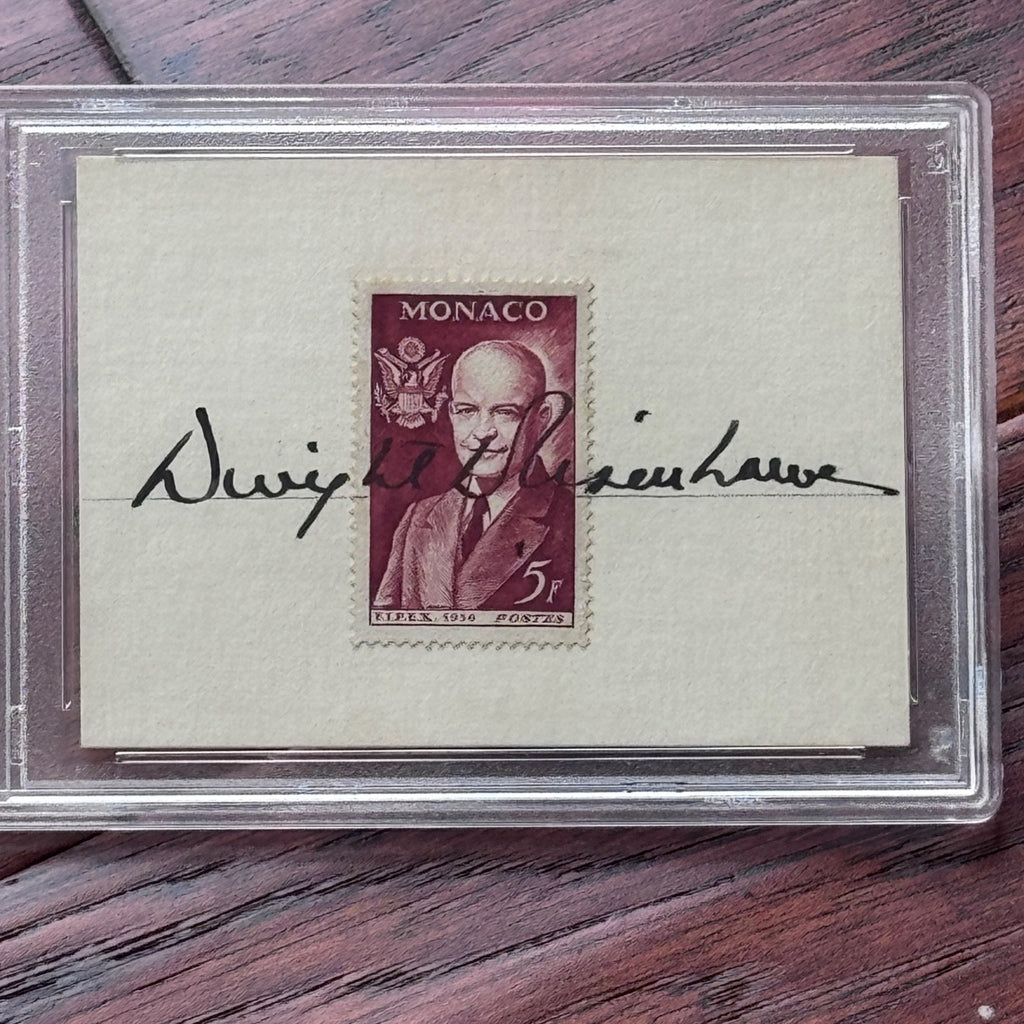 MONACO
Dwight Eisenhower
5F
F.I.P.E.X. 1956 POSTES